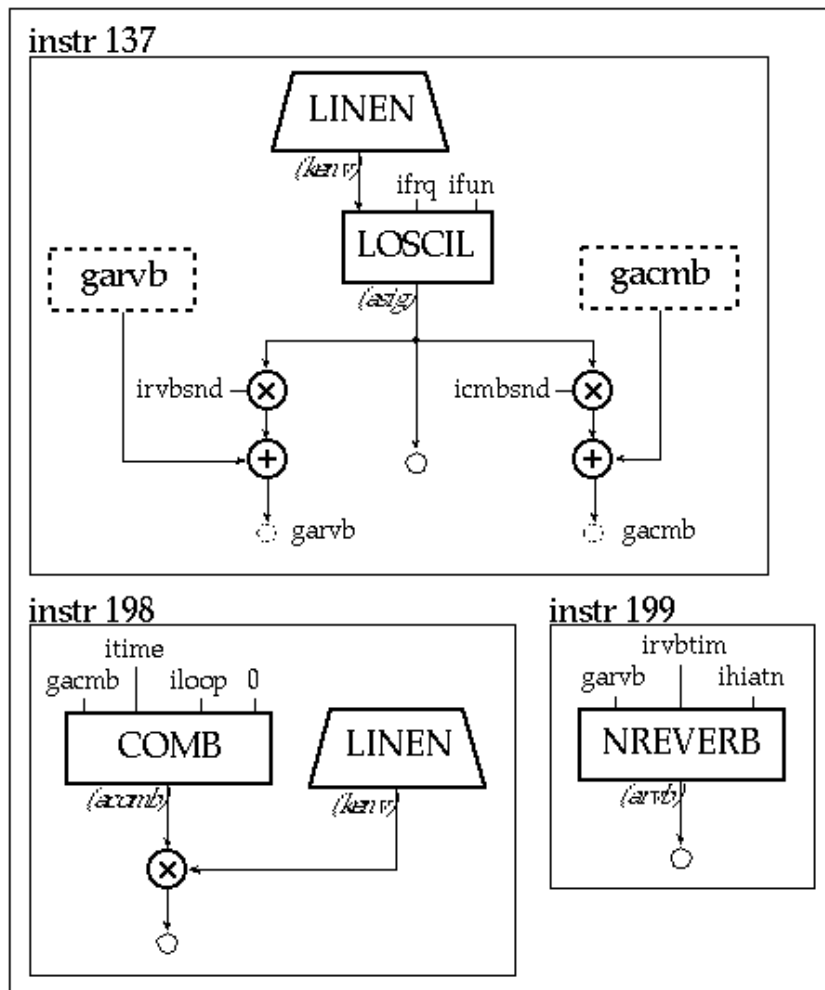 instr 137
LINEN
(kenv)
ifrq ifun
LOSCIL
garvb
gacmb
(asig)
irvbsnd × icmbsnd ×
+ +
garvb gacmb
instr 198
itime
gacmb iloop 0
COMB
LINEN
(acomb)
(kenv)
×
instr 199
irvbtim
garvb ihiatn
NREVERB
(arvb)